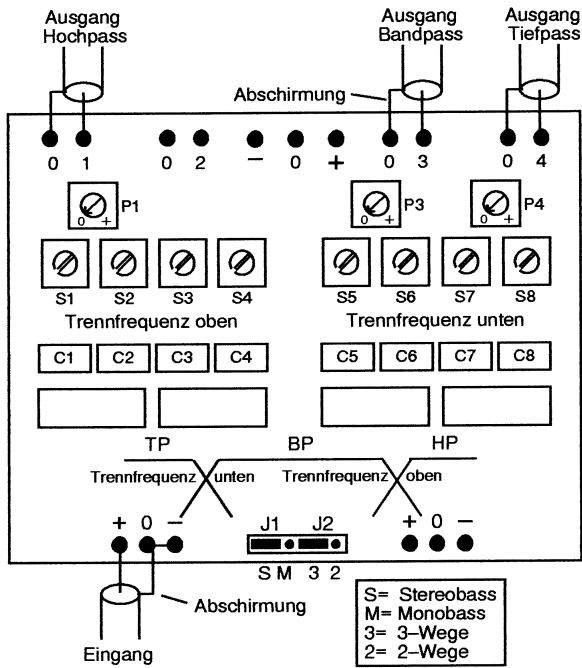 Ausgang Hochpass
Ausgang Bandpass
Ausgang Tiefpass
Abschirmung
0 1 0 2 – 0 + 0 3 0 4
0 + P1 0 + P3 0 + P4
S1 S2 S3 S4 S5 S6 S7 S8
Trennfrequenz oben Trennfrequenz unten
C1 C2 C3 C4 C5 C6 C7 C8
TP BP HP
Trennfrequenz unten Trennfrequenz oben
+ 0 – J1 J2 + 0 –
S M 3 2
Abschirmung
Eingang
S= Stereobass
M= Monobass
3= 3–Wege
2= 2–Wege